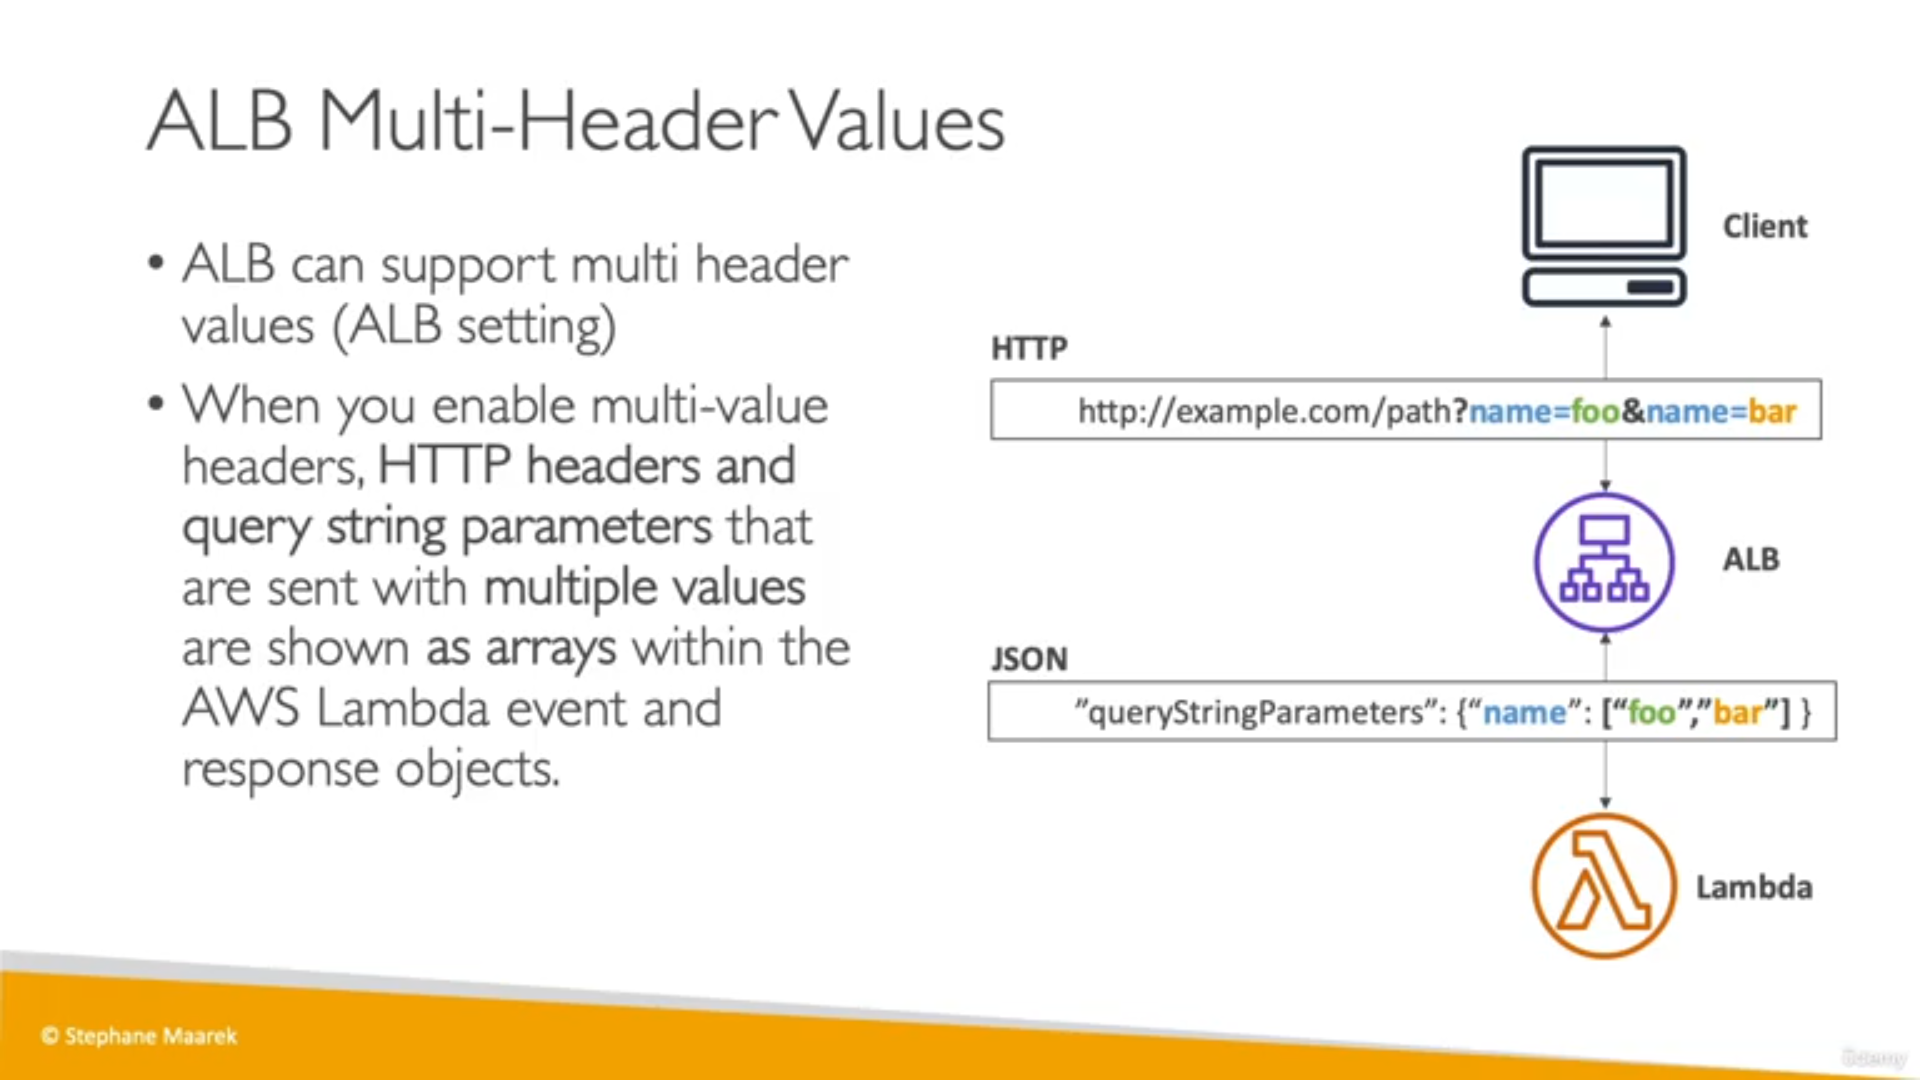 ALB Multi-Header Values
• ALB can support multi header
values (ALB setting)
• When you enable multi-value
headers, HTTP headers and
query string parameters that
are sent with multiple values
are shown as arrays within the
AWS Lambda event and
response objects.
Client
HTTP
http://example.com/path?name=foo&name=bar
ALB
JSON
”queryStringParameters”: {“name”: [“foo”,”bar”] }
Lambda
© Stephane Maarek
ûdemy